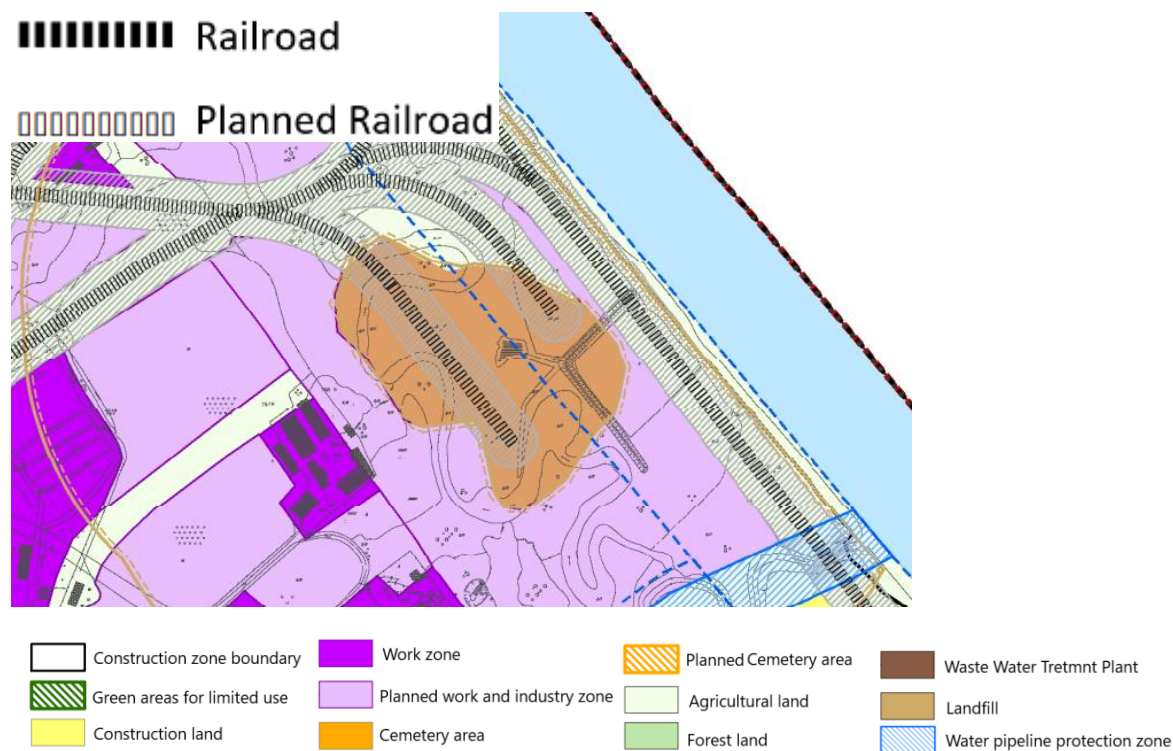 Railroad
Planned Railroad
Construction zone boundary
Work zone
Planned Cemetery area
Waste Water Tretmnt Plant
Green areas for limited use
Planned work and industry zone
Agricultural land
Landfill
Construction land
Cemetery area
Forest land
Water pipeline protection zone